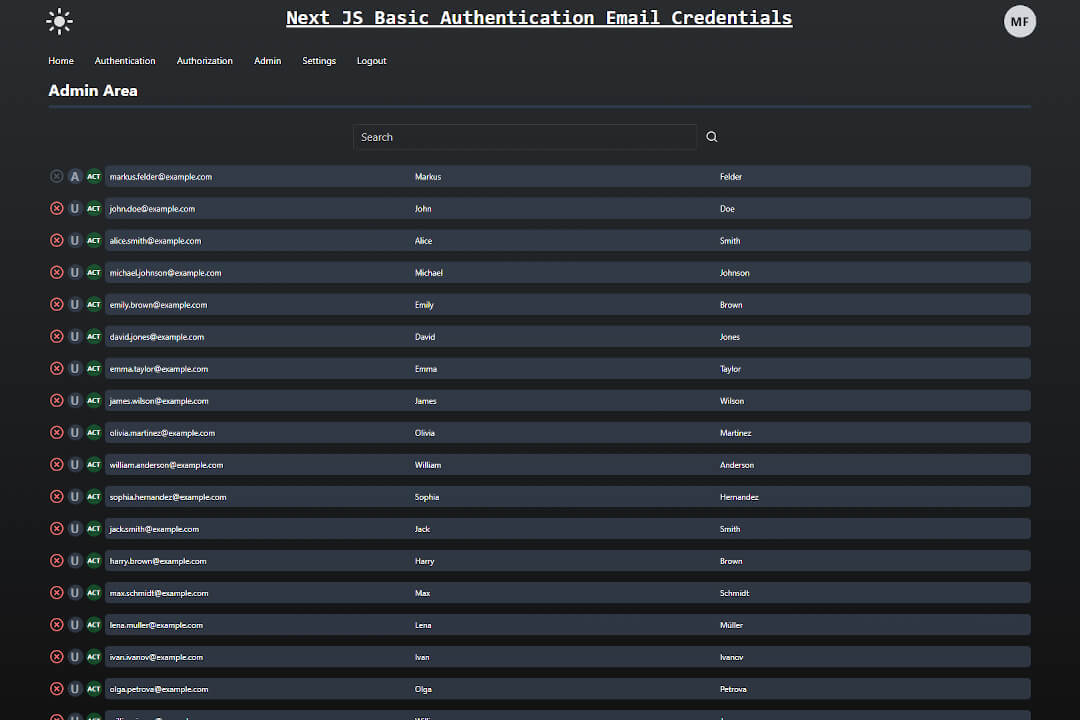 Next JS Basic Authentication Email Credentials
MF
Home Authentication Authorization Admin Settings Logout
Admin Area
Search
A ACT markus.felder@example.com Markus Felder
U ACT john.doe@example.com John Doe
U ACT alice.smith@example.com Alice Smith
U ACT michael.johnson@example.com Michael Johnson
U ACT emily.brown@example.com Emily Brown
U ACT david.jones@example.com David Jones
U ACT emma.taylor@example.com Emma Taylor
U ACT james.wilson@example.com James Wilson
U ACT olivia.martinez@example.com Olivia Martinez
U ACT william.anderson@example.com William Anderson
U ACT sophia.hernandez@example.com Sophia Hernandez
U ACT jack.smith@example.com Jack Smith
U ACT harry.brown@example.com Harry Brown
U ACT max.schmidt@example.com Max Schmidt
U ACT lena.muller@example.com Lena Müller
U ACT ivan.ivanov@example.com Ivan Ivanov
U ACT olga.petrova@example.com Olga Petrova